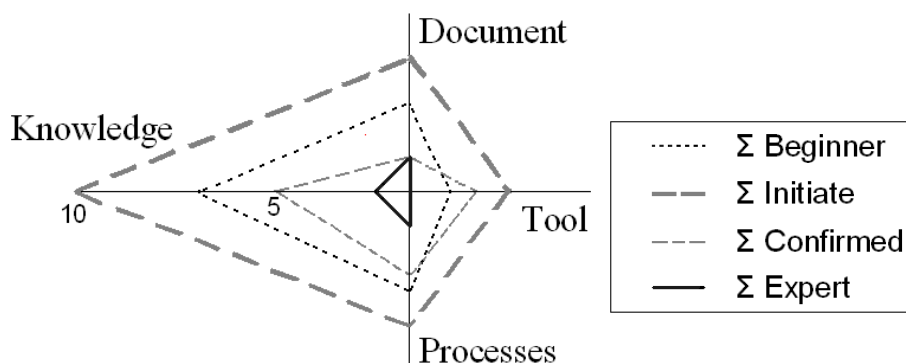 Document
Knowledge
10
5
Tool
Processes
Σ Beginner
Σ Initiate
Σ Confirmed
Σ Expert